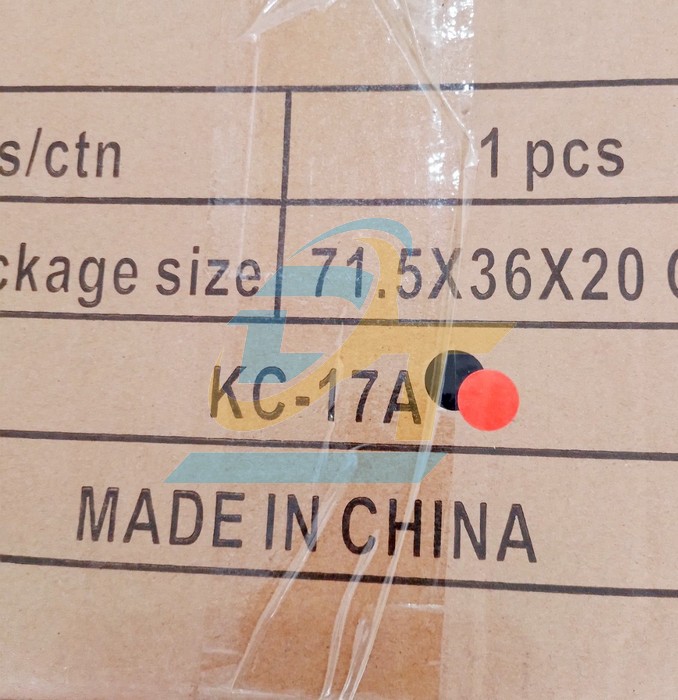 s/ctn 1 pcs
ckage size 71.5X36X20 C
KC-17A
MADE IN CHINA